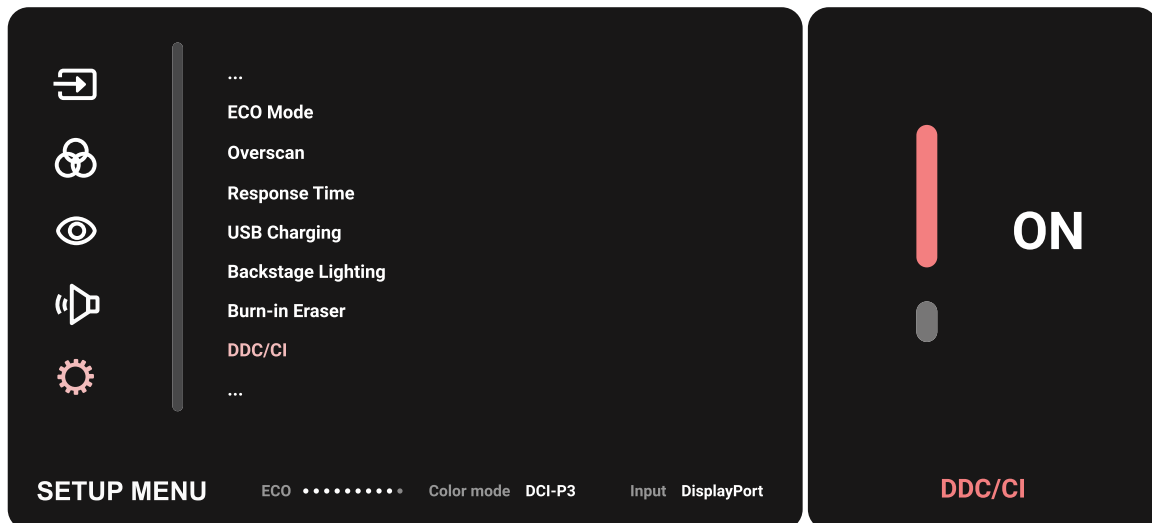 ...
ECO Mode
Overscan
Response Time
USB Charging
Backstage Lighting
Burn-in Eraser
DDC/CI
...
SETUP MENU ECO Color mode DCI-P3 Input DisplayPort
ON
DDC/CI